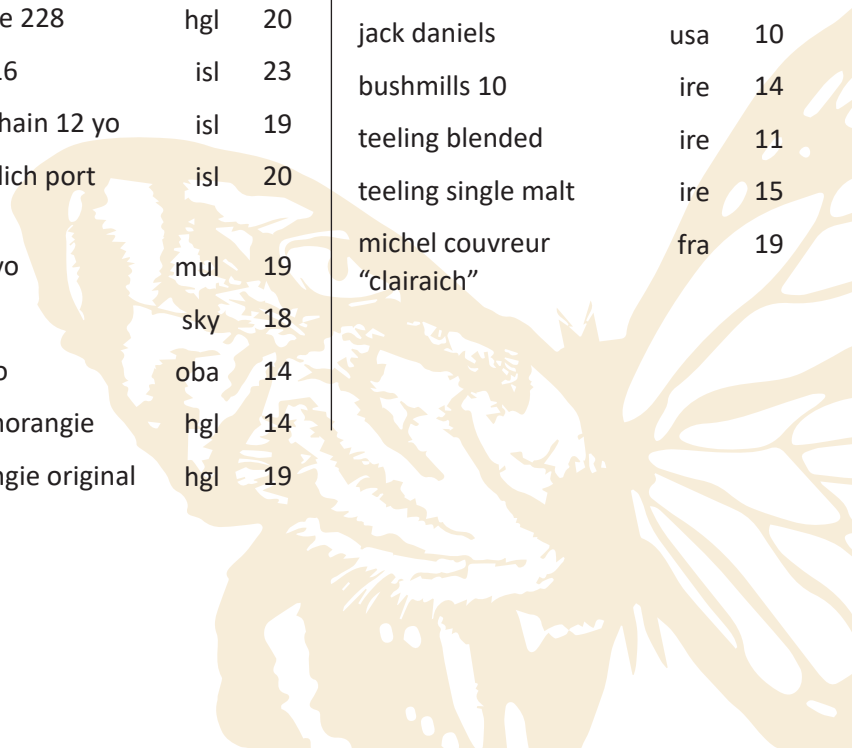 e 228 hgl 20
16 isl 23
hain 12 yo isl 19
lich port isl 20
yo mul 19
sky 18
o oba 14
norangie hgl 14
ngie original hgl 19
jack daniels usa 10
bushmills 10 ire 14
teeling blended ire 11
teeling single malt ire 15
michel couvreur fra 19
“clairaich”